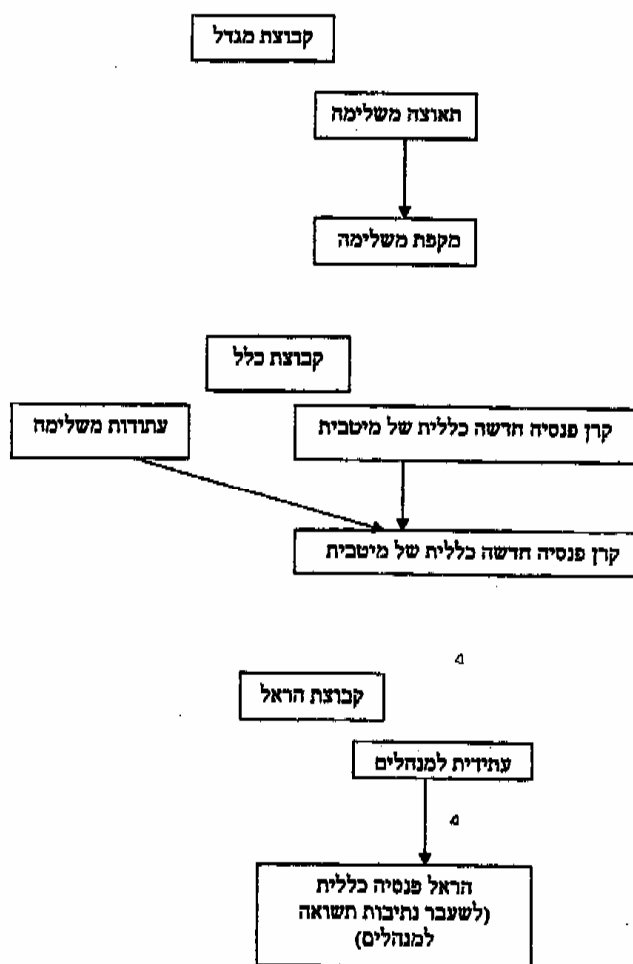 קבוצת מגדל
תאוצה משלימה
מקפת משלימה
קבוצת כלל
קרן פנסיה חדשה כללית של מיטבית
עתודות משלימה
קרן פנסיה חדשה כללית של מיטבית
קבוצת הראל
עתידית למנהלים
הראל פנסיה כללית
(לשעבר נתיבות תשואה
למנהלים)